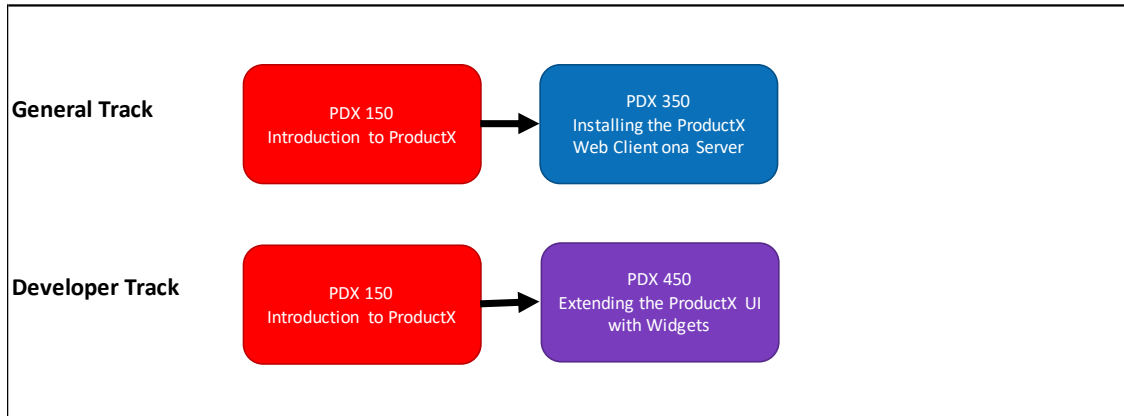 General Track
PDX 150
Introduction to ProductX
PDX 350
Installing the ProductX
Web Client ona Server
Developer Track
PDX 150
Introduction to ProductX
PDX 450
Extending the ProductX UI
with Widgets